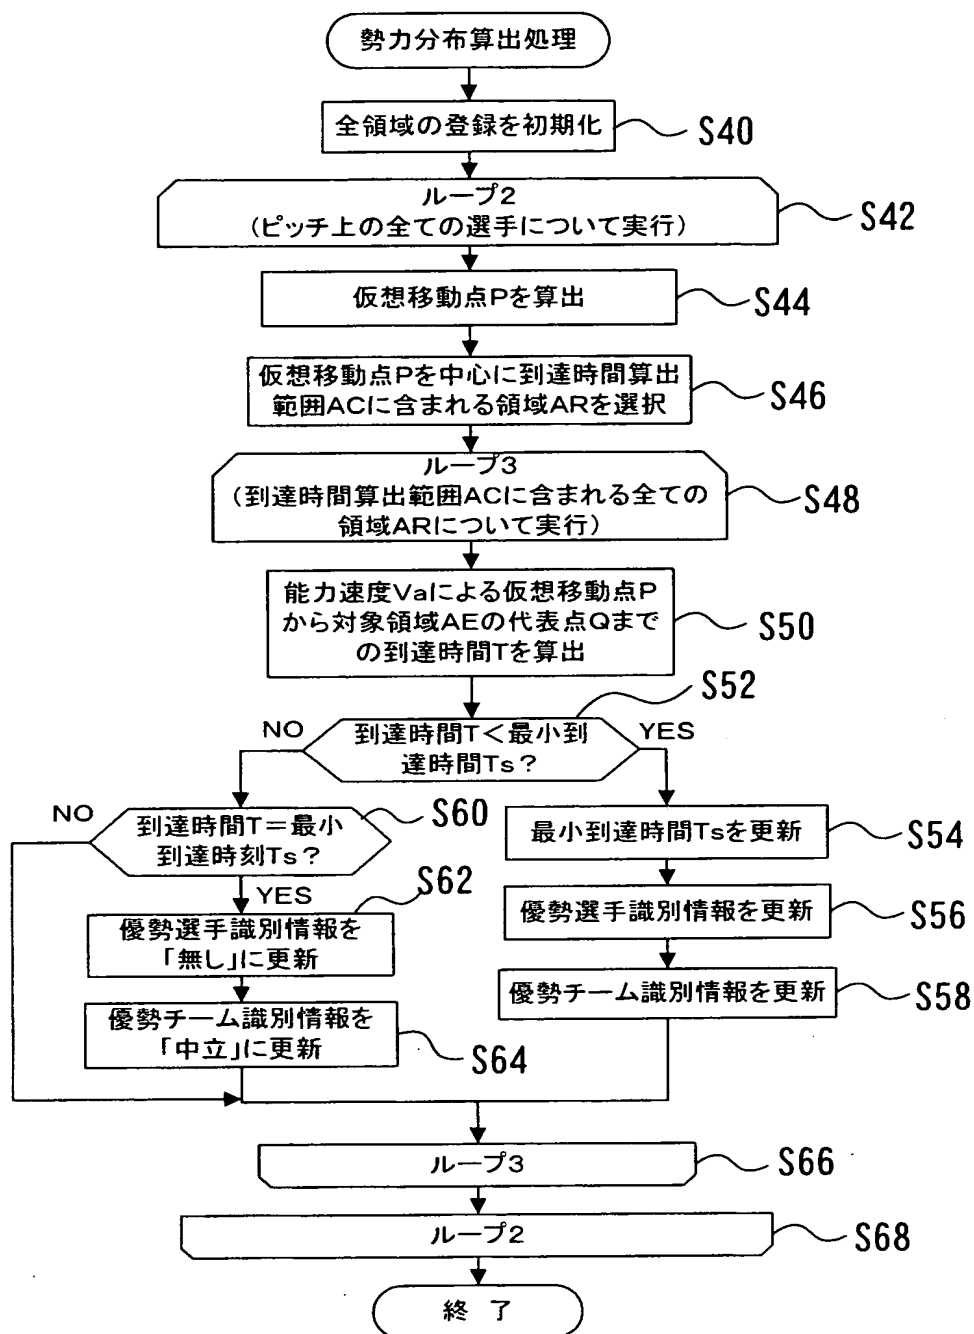 勢力分布算出処理
全領域の登録を初期化
S40
ループ2
(ピッチ上の全ての選手について実行)
S42
仮想移動点Pを算出
S44
仮想移動点Pを中心に到達時間算出
範囲ACに含まれる領域ARを選択
S46
ループ3
(到達時間算出範囲ACに含まれる全ての
領域ARについて実行)
S48
能力速度Vaによる仮想移動点P
から対象領域AEの代表点Qまで
の到達時間Tを算出
S50
S52
NO
到達時間T<最小到
達時間Ts?
YES
NO
到達時間T=最小
到達時刻Ts?
S60
最小到達時間Tsを更新
S54
YES
S62
優勢選手識別情報を
「無し」に更新
優勢選手識別情報を更新
S56
優勢チーム識別情報を更新
S58
優勢チーム識別情報を
「中立」に更新
S64
ループ3
S66
ループ2
S68
終 了